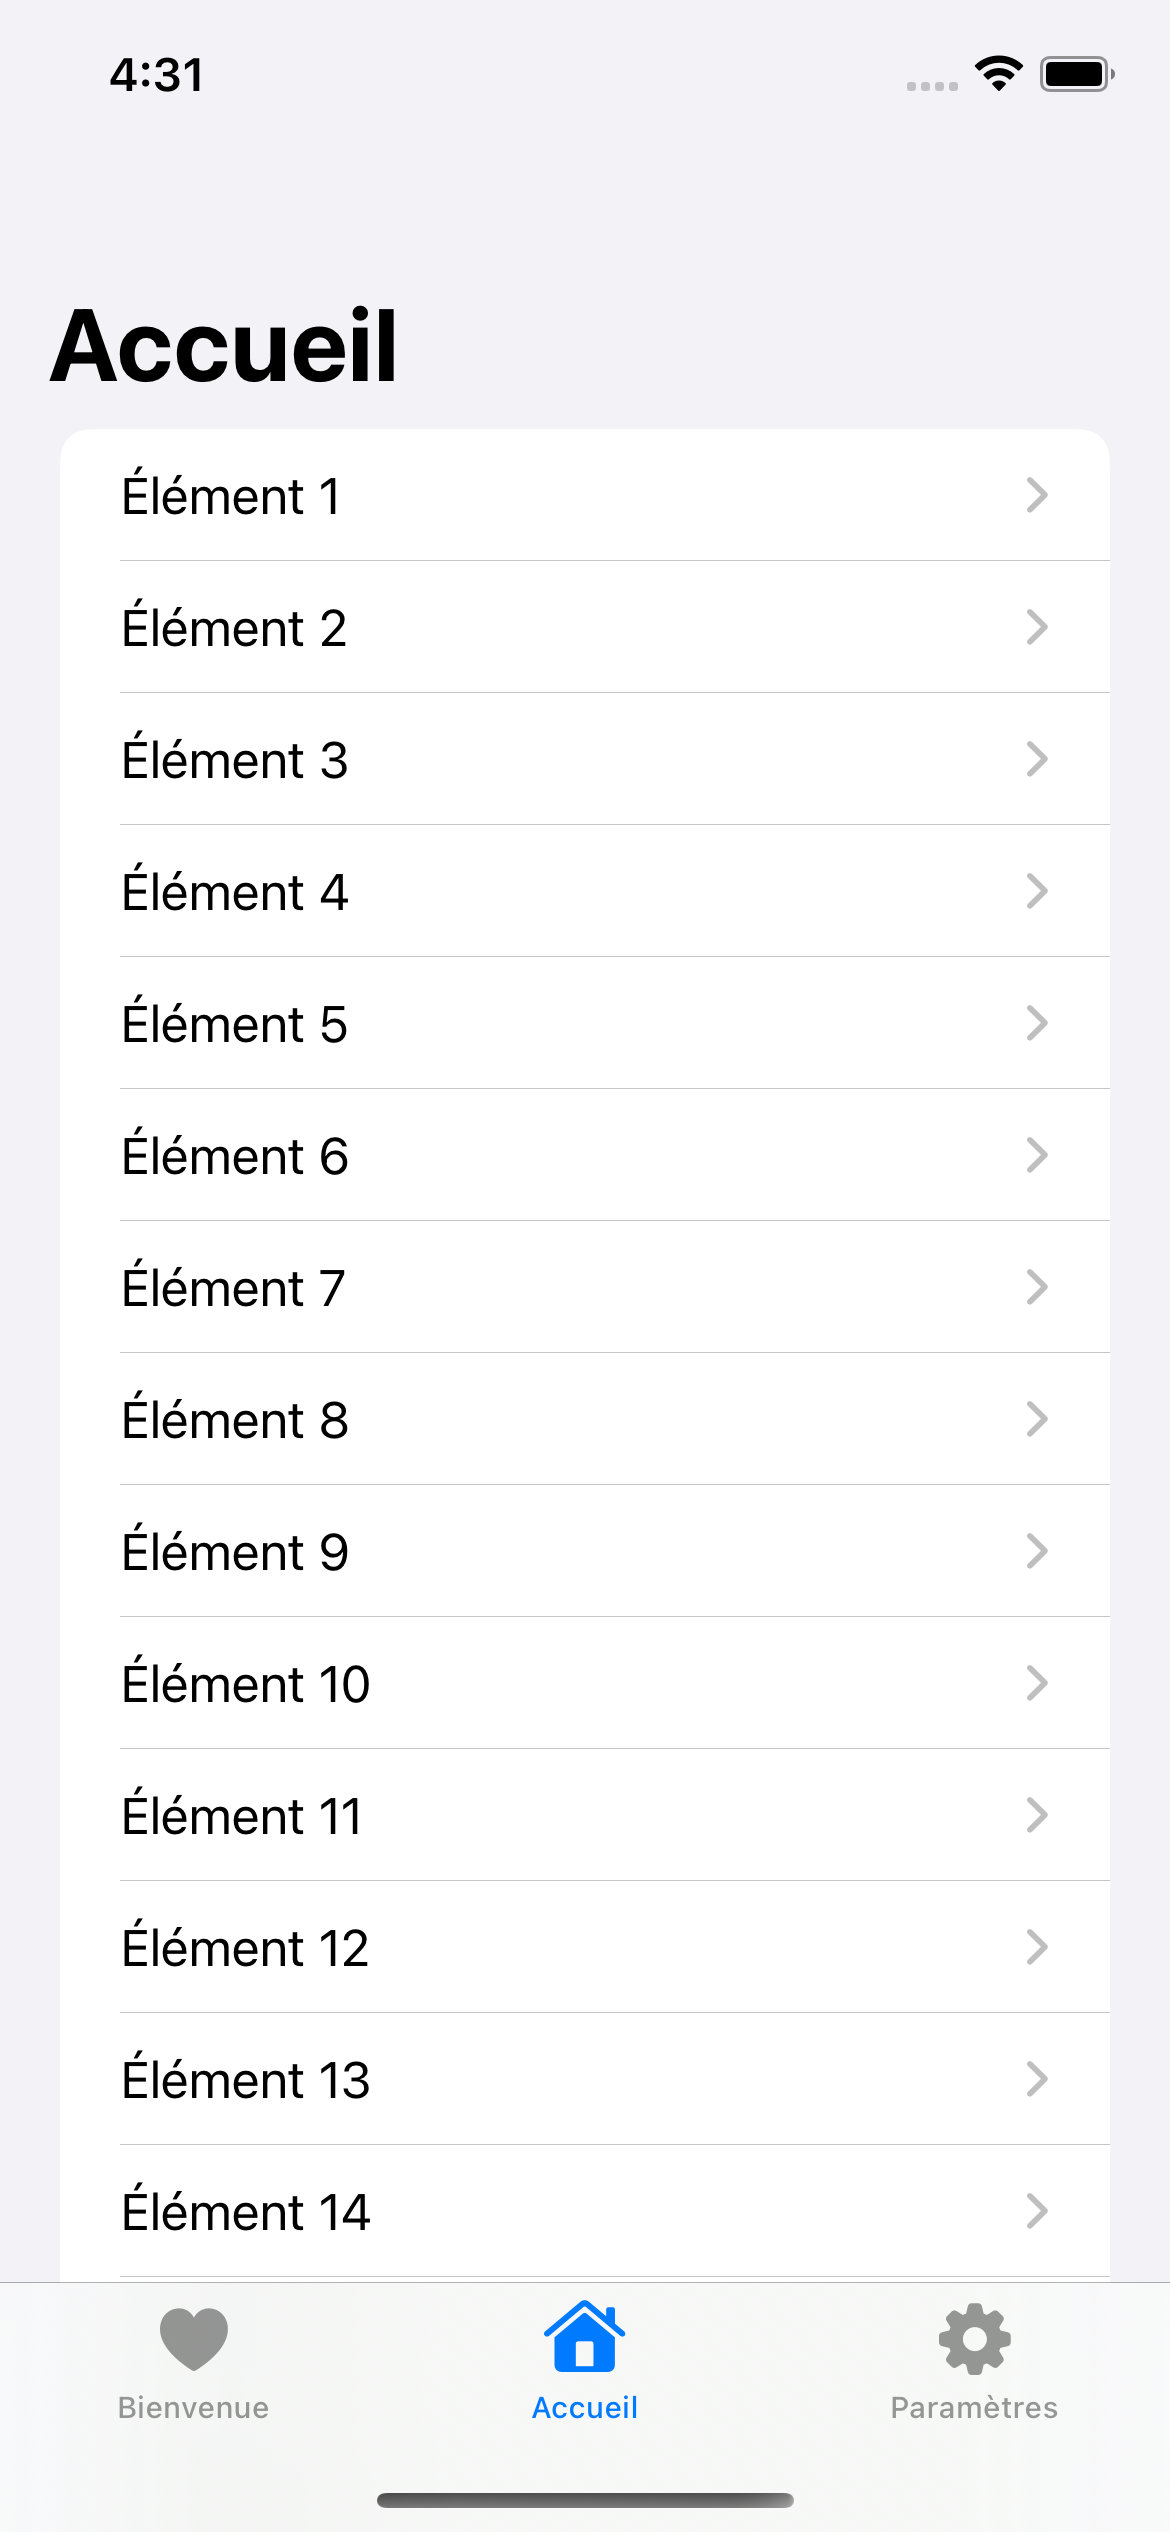 4:31
Accueil
Élément 1
Élément 2
Élément 3
Élément 4
Élément 5
Élément 6
Élément 7
Élément 8
Élément 9
Élément 10
Élément 11
Élément 12
Élément 13
Élément 14
Bienvenue
Accueil
Paramètres